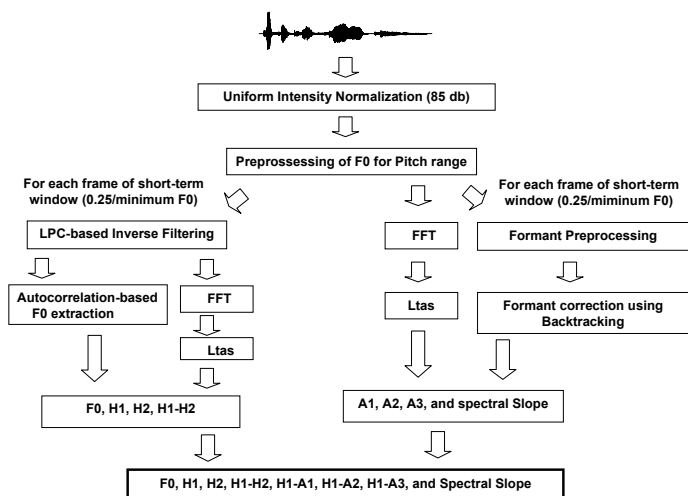 Uniform Intensity Normalization (85 db)
Preprossessing of F0 for Pitch range
For each frame of short-term
window (0.25/minimum F0)
For each frame of short-term
window (0.25/miminum F0)
LPC-based Inverse Filtering
FFT
Formant Preprocessing
Autocorrelation-based
F0 extraction
FFT
Ltas
Formant correction using
Backtracking
Ltas
F0, H1, H2, H1-H2
A1, A2, A3, and spectral Slope
F0, H1, H2, H1-H2, H1-A1, H1-A2, H1-A3, and Spectral Slope